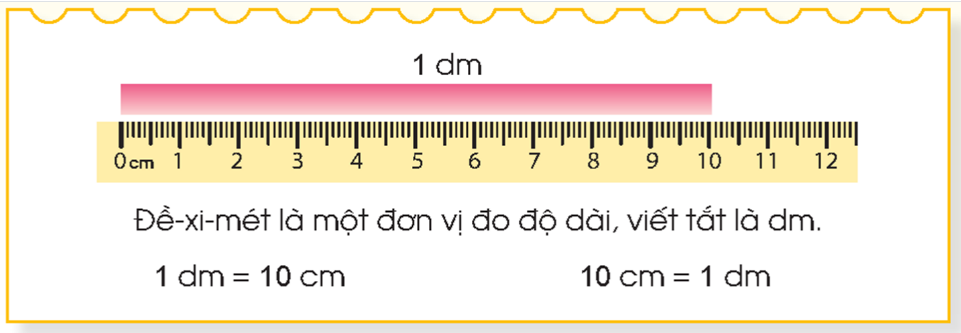 1 dm
0 cm 1 2 3 4 5 6 7 8 9 10 11 12
Đề-xi-mét là một đơn vị đo độ dài, viết tắt là dm.
1 dm = 10 cm 10 cm = 1 dm